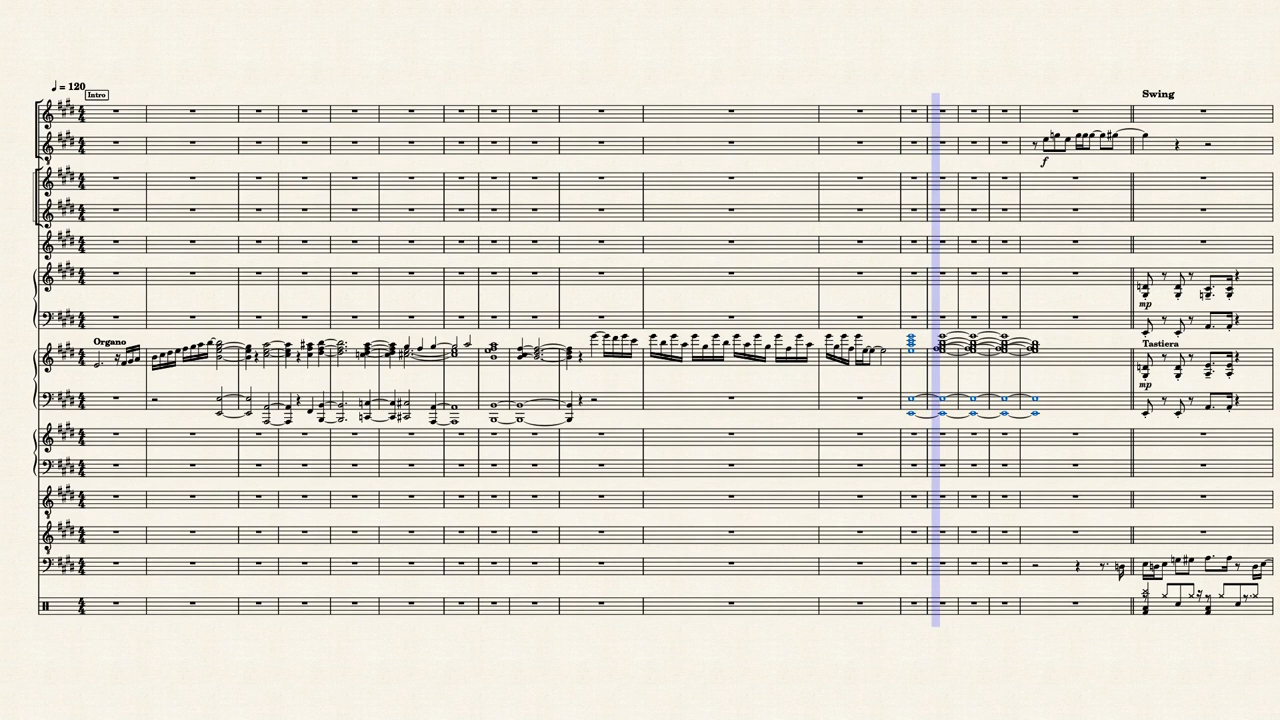 ♩ = 120
Intro
Swing
f
mp
Organo
Tastiera
mp